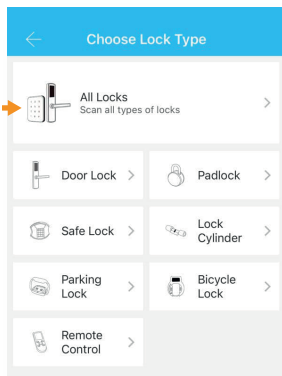 Choose Lock Type
All Locks
Scan all types of locks
Door Lock
Padlock
Safe Lock
Lock
Cylinder
Parking
Lock
Bicycle
Lock
Remote
Control